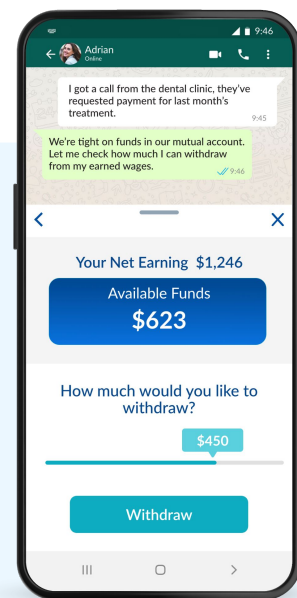 9:46
Adrian
Online
I got a call from the dental clinic, they've
requested payment for last month's
treatment.
9:45
We're tight on funds in our mutual account.
Let me check how much I can withdraw
from my earned wages.
9:46
Your Net Earning $1,246
Available Funds
$623
How much would you like to
withdraw?
$450
Withdraw